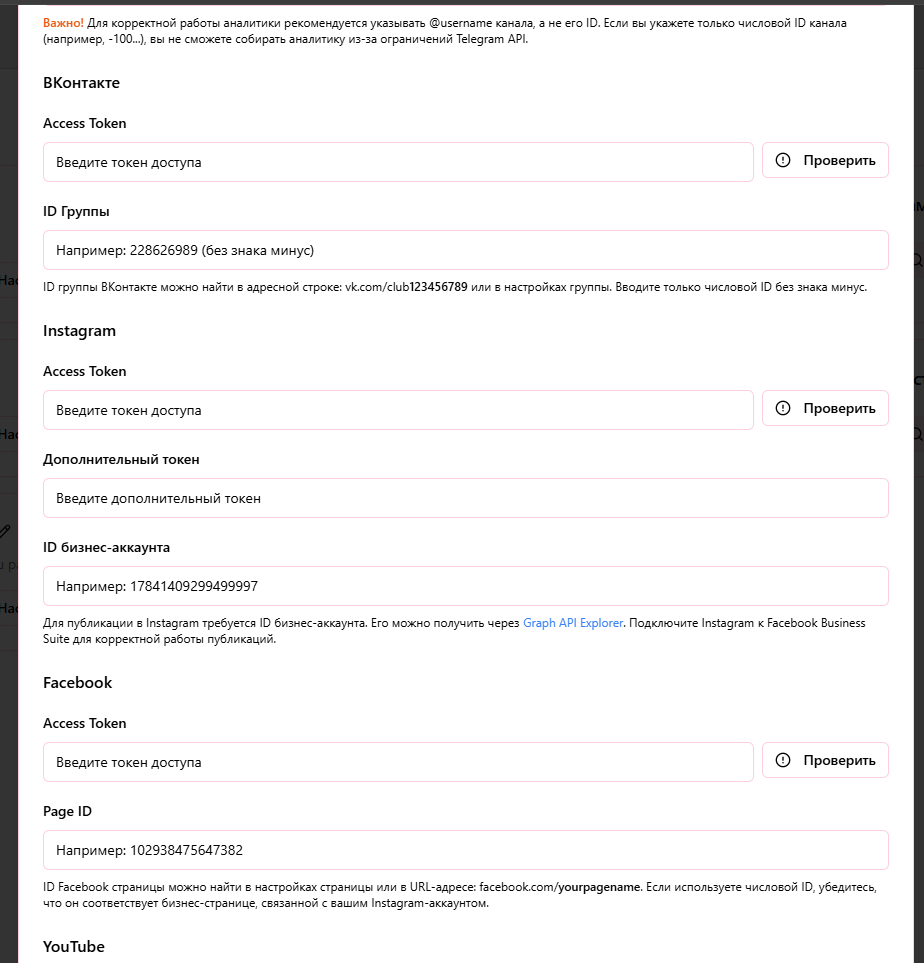 Важно! Для корректной работы аналитики рекомендуется указывать @username канала, а не его ID. Если вы укажете только числовой ID канала
(например, -100...), вы не сможете собирать аналитику из-за ограничений Telegram API.
ВКонтакте
Access Token
Введите токен доступа
Проверить
ID Группы
Например: 228626989 (без знака минус)
ID группы ВКонтакте можно найти в адресной строке: vk.com/club123456789 или в настройках группы. Вводите только числовой ID без знака минус.
Instagram
Access Token
Введите токен доступа
Проверить
Дополнительный токен
Введите дополнительный токен
ID бизнес-аккаунта
Например: 17841409299499997
Для публикации в Instagram требуется ID бизнес-аккаунта. Его можно получить через Graph API Explorer. Подключите Instagram к Facebook Business
Suite для корректной работы публикаций.
Facebook
Access Token
Введите токен доступа
Проверить
Page ID
Например: 102938475647382
ID Facebook страницы можно найти в настройках страницы или в URL-адресе: facebook.com/yourpagename. Если используете числовой ID, убедитесь,
что он соответствует бизнес-странице, связанной с вашим Instagram-аккаунтом.
YouTube